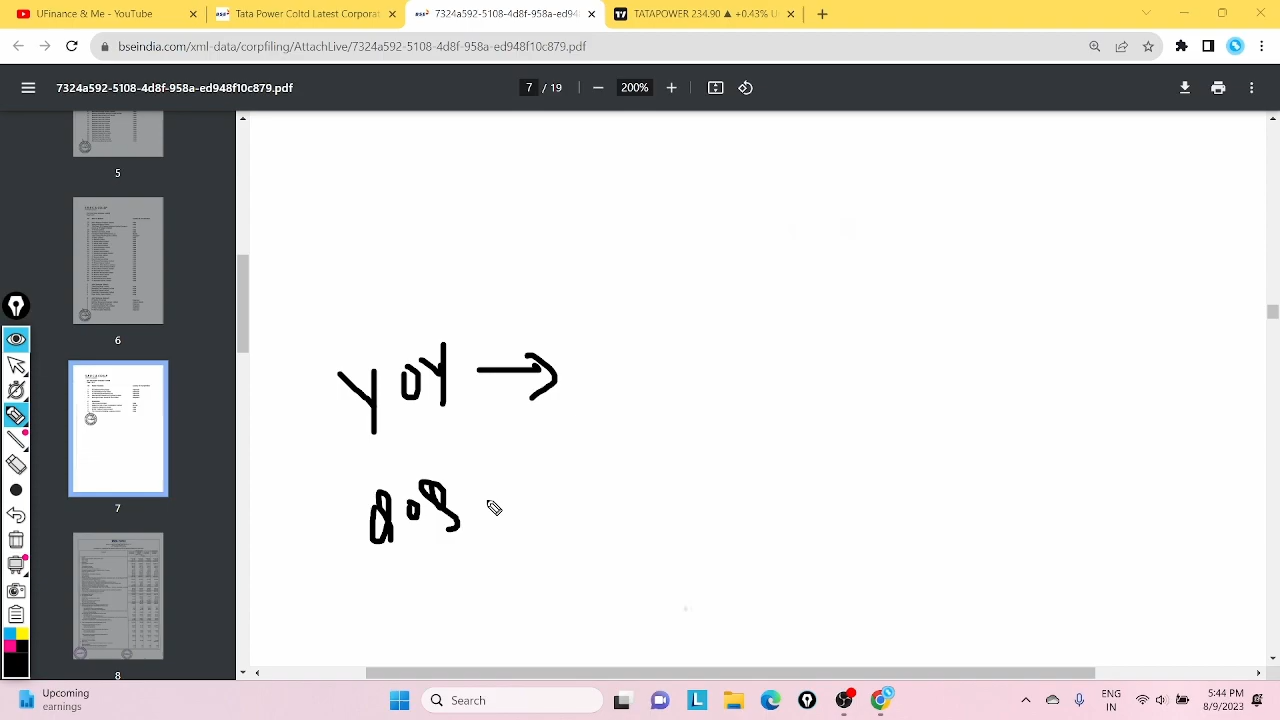 UFinance & Me - YouTube
Tata Power Coltd Latest Corporat
7324a592-5108-4d8f-958a-ed94
TATAPOWER 234.90 ▲ +0.43% U
bseindia.com/xml-data/corpfiling/AttachLive/7324a592-5108-4d8f-958a-ed948f10c879.pdf
7324a592-5108-4d8f-958a-ed948f10c879.pdf
7 / 19
200%
5
6
7
8
YOY →
Upcoming
earnings
Search
ENG
IN
5:44 PM
8/9/2023